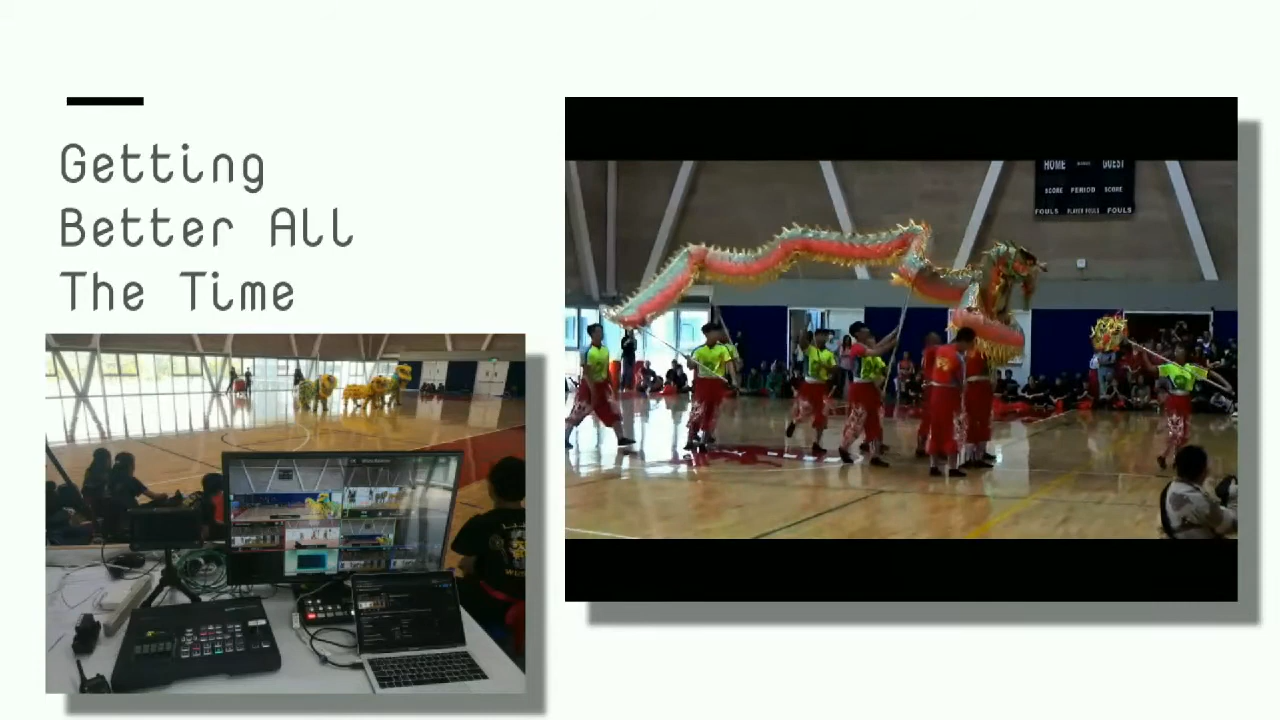 Getting
Better All
The Time
HOME GUEST
SCORE PERIOD SCORE
FOULS PLAYER FOULS FOULS